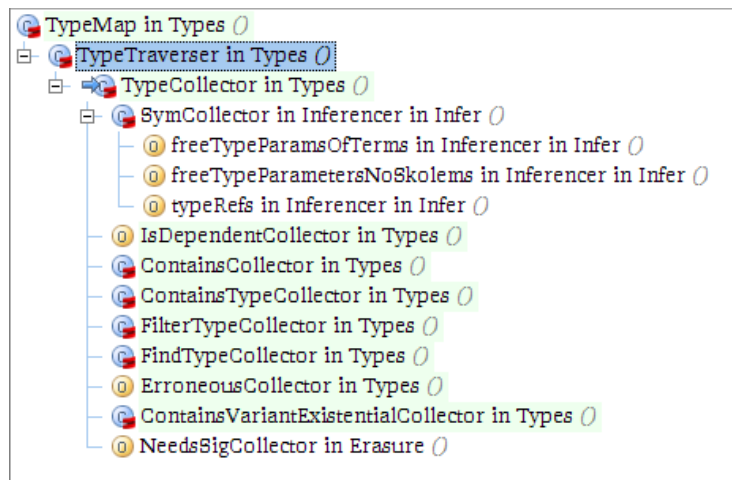 TypeMap in Types ()
TypeTraverser in Types ()
TypeCollector in Types ()
SymCollector in Inferencer in Infer ()
freeTypeParamsOfTerms in Inferencer in Infer ()
freeTypeParametersNoSkolems in Inferencer in Infer ()
typeRefs in Inferencer in Infer ()
IsDependentCollector in Types ()
ContainsCollector in Types ()
ContainsTypeCollector in Types ()
FilterTypeCollector in Types ()
FindTypeCollector in Types ()
ErroneousCollector in Types ()
ContainsVariantExistentialCollector in Types ()
NeedsSigCollector in Erasure ()